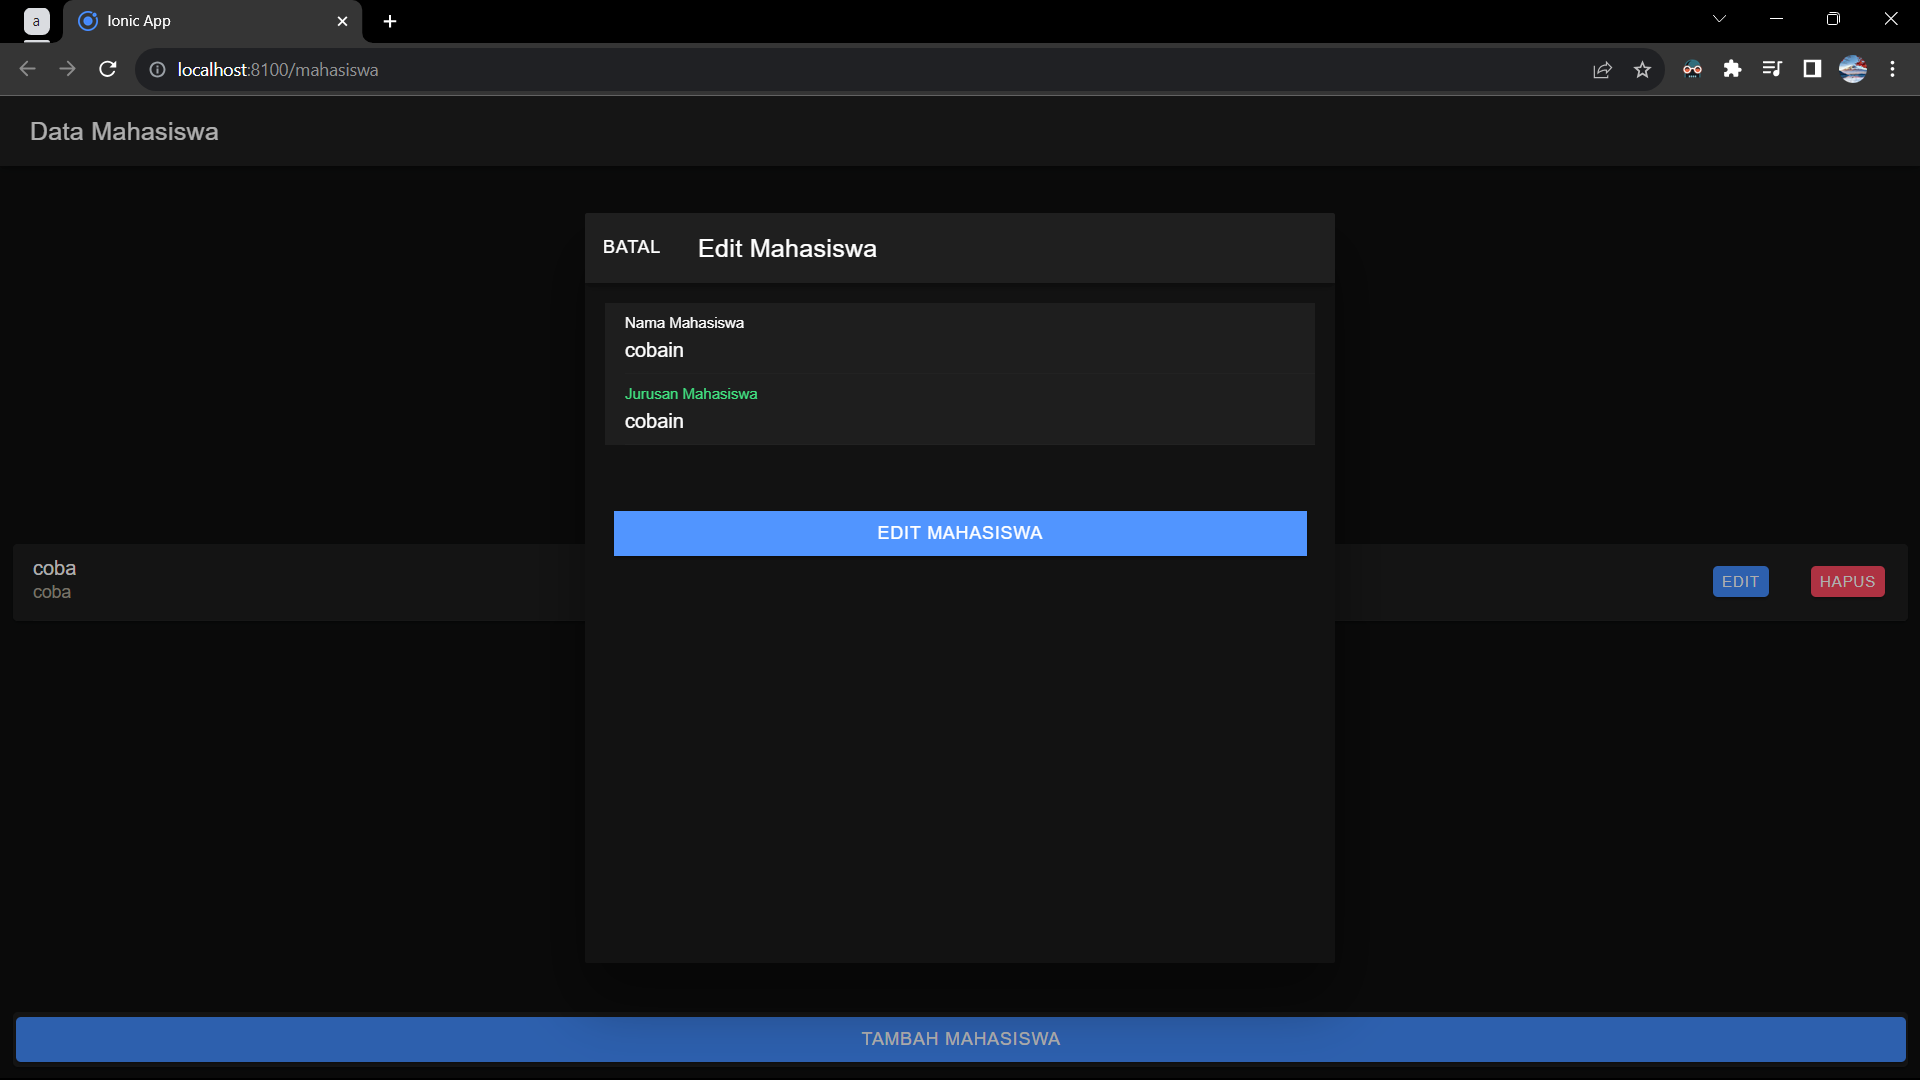 a
Ionic App
localhost:8100/mahasiswa
Data Mahasiswa
BATAL
Edit Mahasiswa
Nama Mahasiswa
cobain
Jurusan Mahasiswa
cobain
EDIT MAHASISWA
coba
coba
EDIT
HAPUS
TAMBAH MAHASISWA